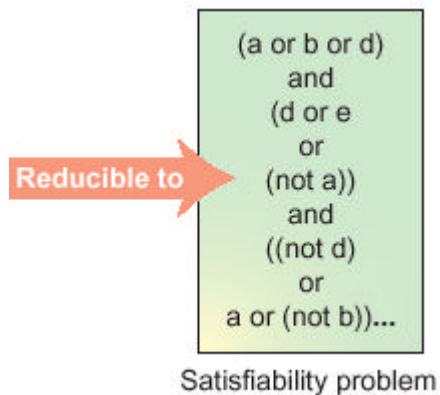 (a or b or d)
and
(d or e
or
Reducible to
(not a))
and
((not d)
or
a or (not b))...
Satisfiability problem